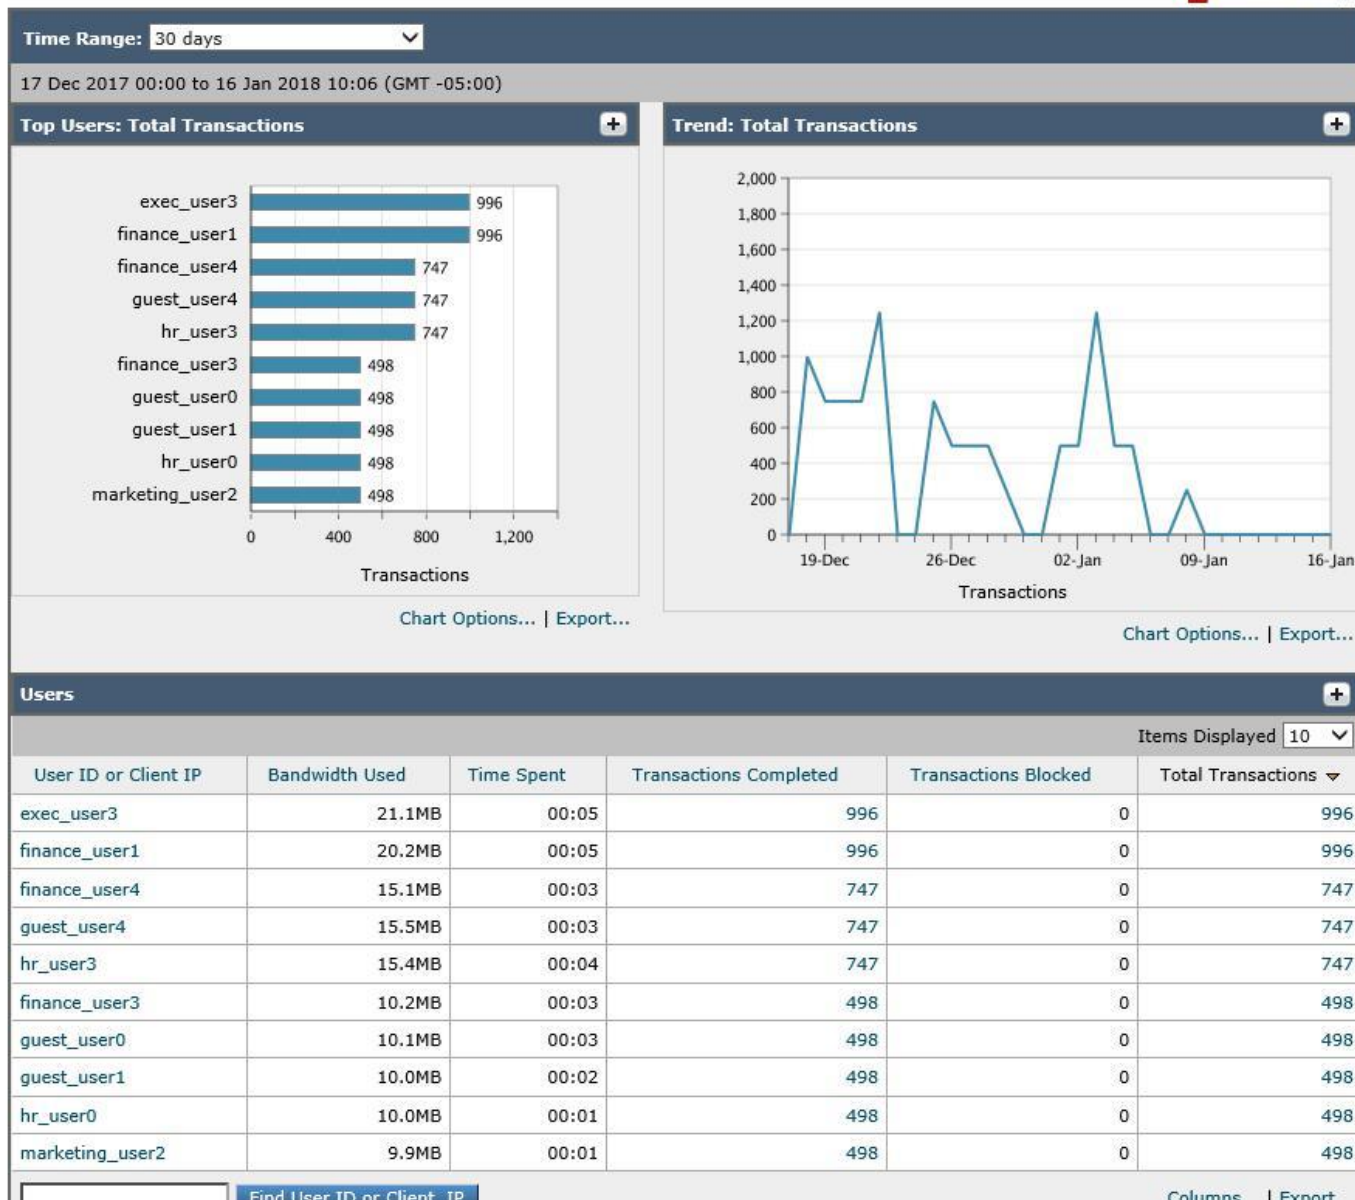 Time Range: 30 days
17 Dec 2017 00:00 to 16 Jan 2018 10:06 (GMT -05:00)
Top Users: Total Transactions
exec_user3 996
finance_user1 996
finance_user4 747
guest_user4 747
hr_user3 747
finance_user3 498
guest_user0 498
guest_user1 498
hr_user0 498
marketing_user2 498
0 400 800 1,200
Transactions
Chart Options... | Export...
Trend: Total Transactions
2,000
1,800
1,600
1,400
1,200
1,000
800
600
400
200
0
19-Dec 26-Dec 02-Jan 09-Jan 16-Jan
Transactions
Chart Options... | Export...
Users
Items Displayed 10
User ID or Client IP Bandwidth Used Time Spent Transactions Completed Transactions Blocked Total Transactions
exec_user3 21.1MB 00:05 996 0 996
finance_user1 20.2MB 00:05 996 0 996
finance_user4 15.1MB 00:03 747 0 747
guest_user4 15.5MB 00:03 747 0 747
hr_user3 15.4MB 00:04 747 0 747
finance_user3 10.2MB 00:03 498 0 498
guest_user0 10.1MB 00:03 498 0 498
guest_user1 10.0MB 00:02 498 0 498
hr_user0 10.0MB 00:01 498 0 498
marketing_user2 9.9MB 00:01 498 0 498
Find User ID or Client IP Columns... | Export...